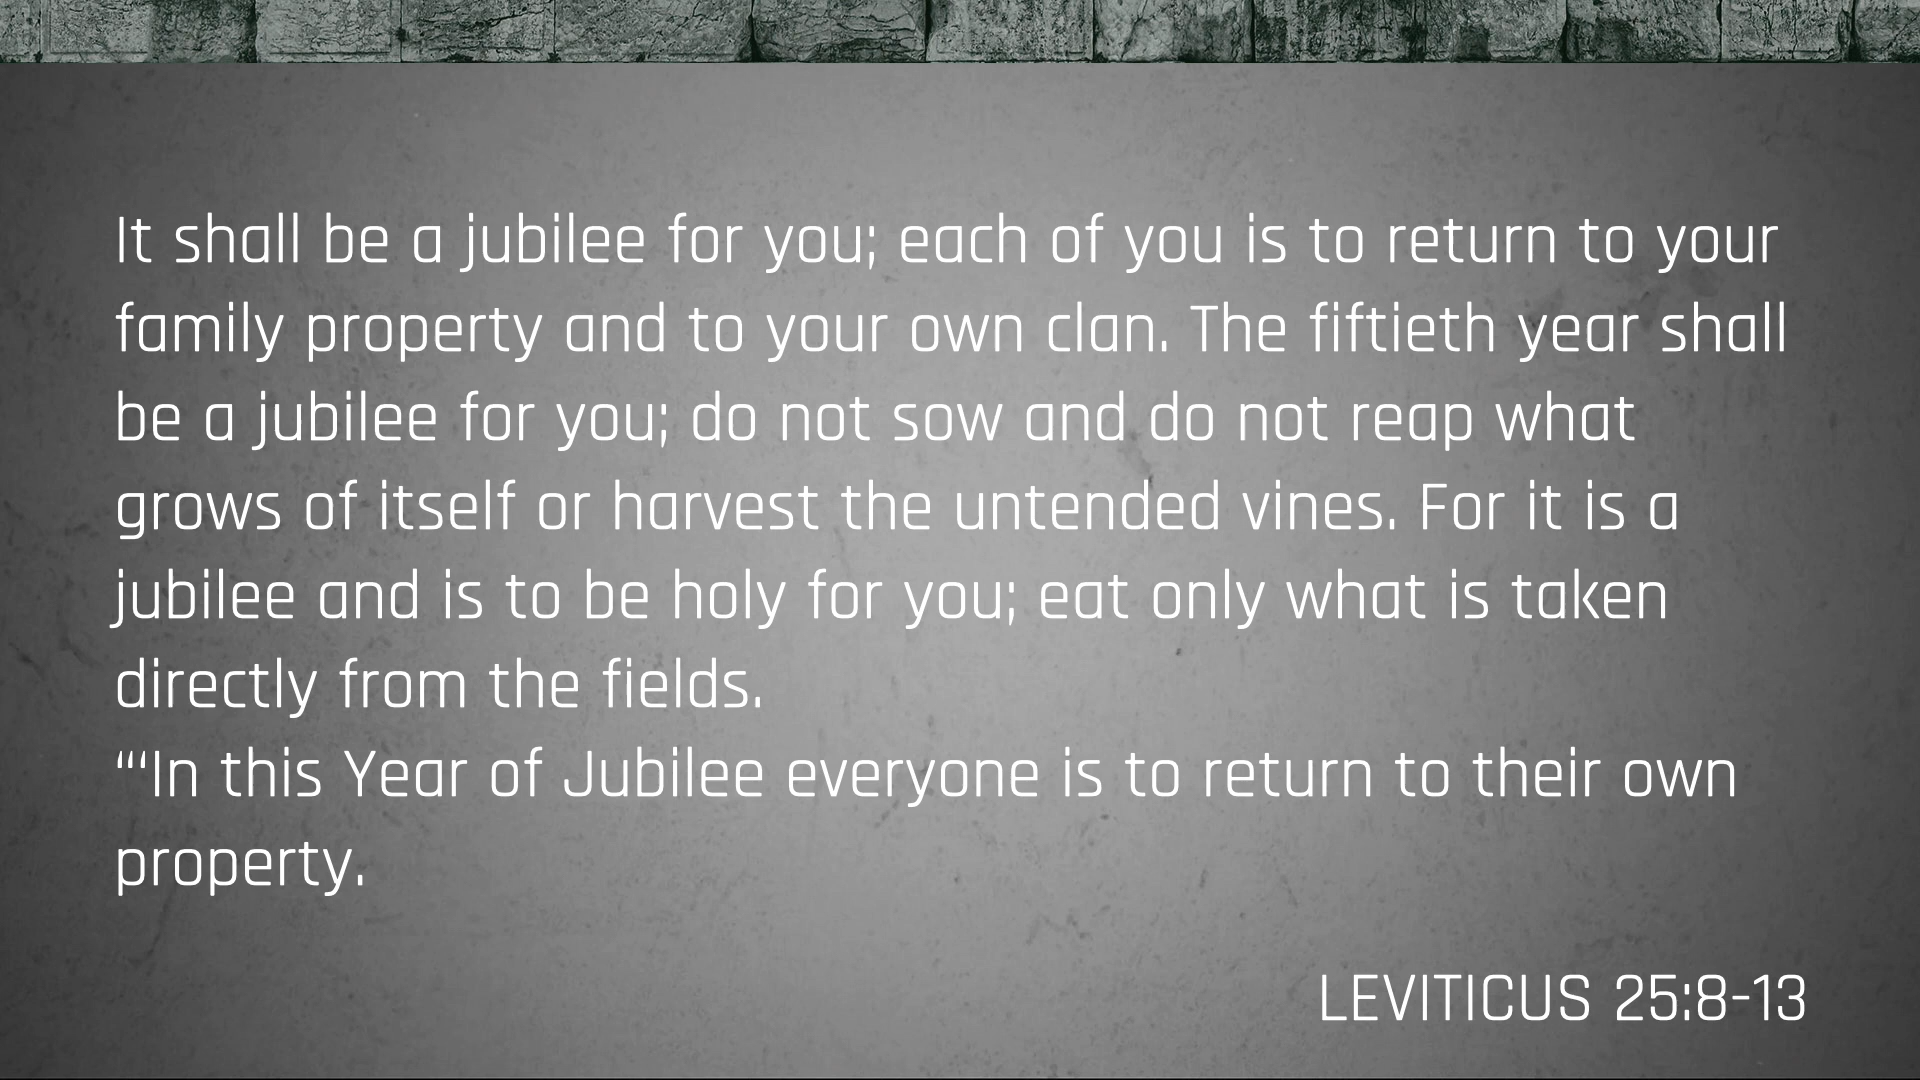 It shall be a jubilee for you; each of you is to return to your
family property and to your own clan. The fiftieth year shall
be a jubilee for you; do not sow and do not reap what
grows of itself or harvest the untended vines. For it is a
jubilee and is to be holy for you; eat only what is taken
directly from the fields.
“‘In this Year of Jubilee everyone is to return to their own
property.
LEVITICUS 25:8-13